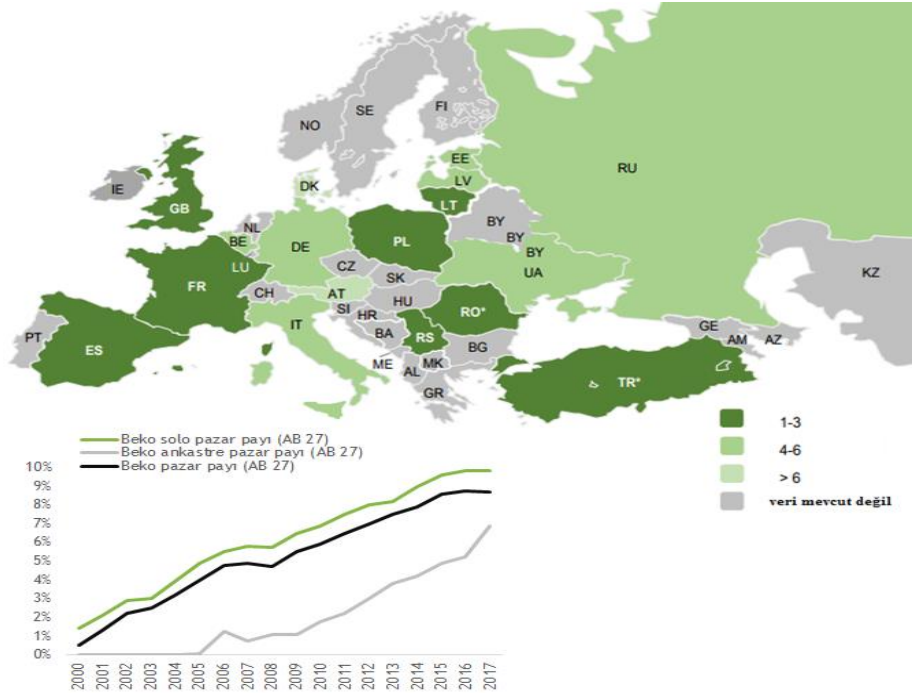 NO
SE
FI
RU
EE
LV
LT
DK
IE
GB
NL
BE
DE
PL
BY
BY
BY
UA
KZ
LU
CZ
SK
FR
CH
AT
HU
SI
HR
RO*
IT
BA
RS
BG
GE
AM
AZ
PT
ES
ME
AL
MK
GR
TR*
1-3
4-6
> 6
veri mevcut değil
Beko solo pazar payı (AB 27)
Beko ankastre pazar payı (AB 27)
Beko pazar payı (AB 27)
10%
9%
8%
7%
6%
5%
4%
3%
2%
1%
0%
2000 2001 2002 2003 2004 2005 2006 2007 2008 2009 2010 2011 2012 2013 2014 2015 2016 2017